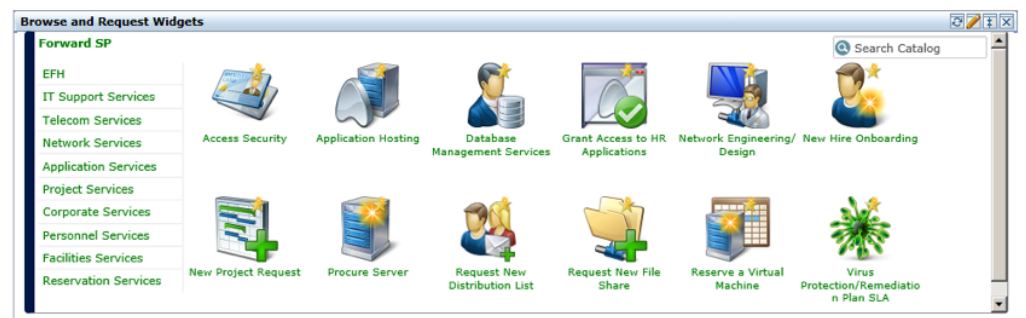 Browse and Request Widgets
Forward SP
Search Catalog
EFH
IT Support Services
Telecom Services
Network Services
Application Services
Project Services
Corporate Services
Personnel Services
Facilities Services
Reservation Services
Access Security
Application Hosting
Database
Management Services
Grant Access to HR
Applications
Network Engineering/
Design
New Hire Onboarding
New Project Request
Procure Server
Request New
Distribution List
Request New File
Share
Reserve a Virtual
Machine
Virus
Protection/Remediatio
n Plan SLA